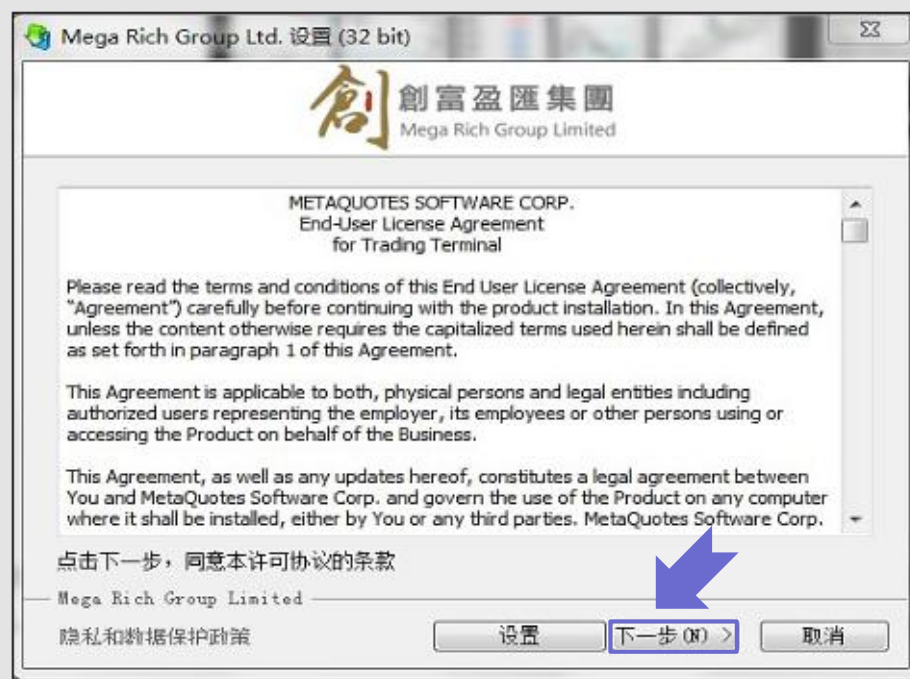 Mega Rich Group Ltd. 设置 (32 bit)
創 創富盈匯集團
Mega Rich Group Limited
METAQUOTES SOFTWARE CORP.
End-User License Agreement
for Trading Terminal
Please read the terms and conditions of this End User License Agreement (collectively,
“Agreement”) carefully before continuing with the product installation. In this Agreement,
unless the content otherwise requires the capitalized terms used herein shall be defined
as set forth in paragraph 1 of this Agreement.
This Agreement is applicable to both, physical persons and legal entities including
authorized users representing the employer, its employees or other persons using or
accessing the Product on behalf of the Business.
This Agreement, as well as any updates hereof, constitutes a legal agreement between
You and MetaQuotes Software Corp. and govern the use of the Product on any computer
where it shall be installed, either by You or any third parties. MetaQuotes Software Corp.
点击下一步，同意本许可协议的条款
Mega Rich Group Limited
隐私和数据保护政策 设置 下一步(N) > 取消